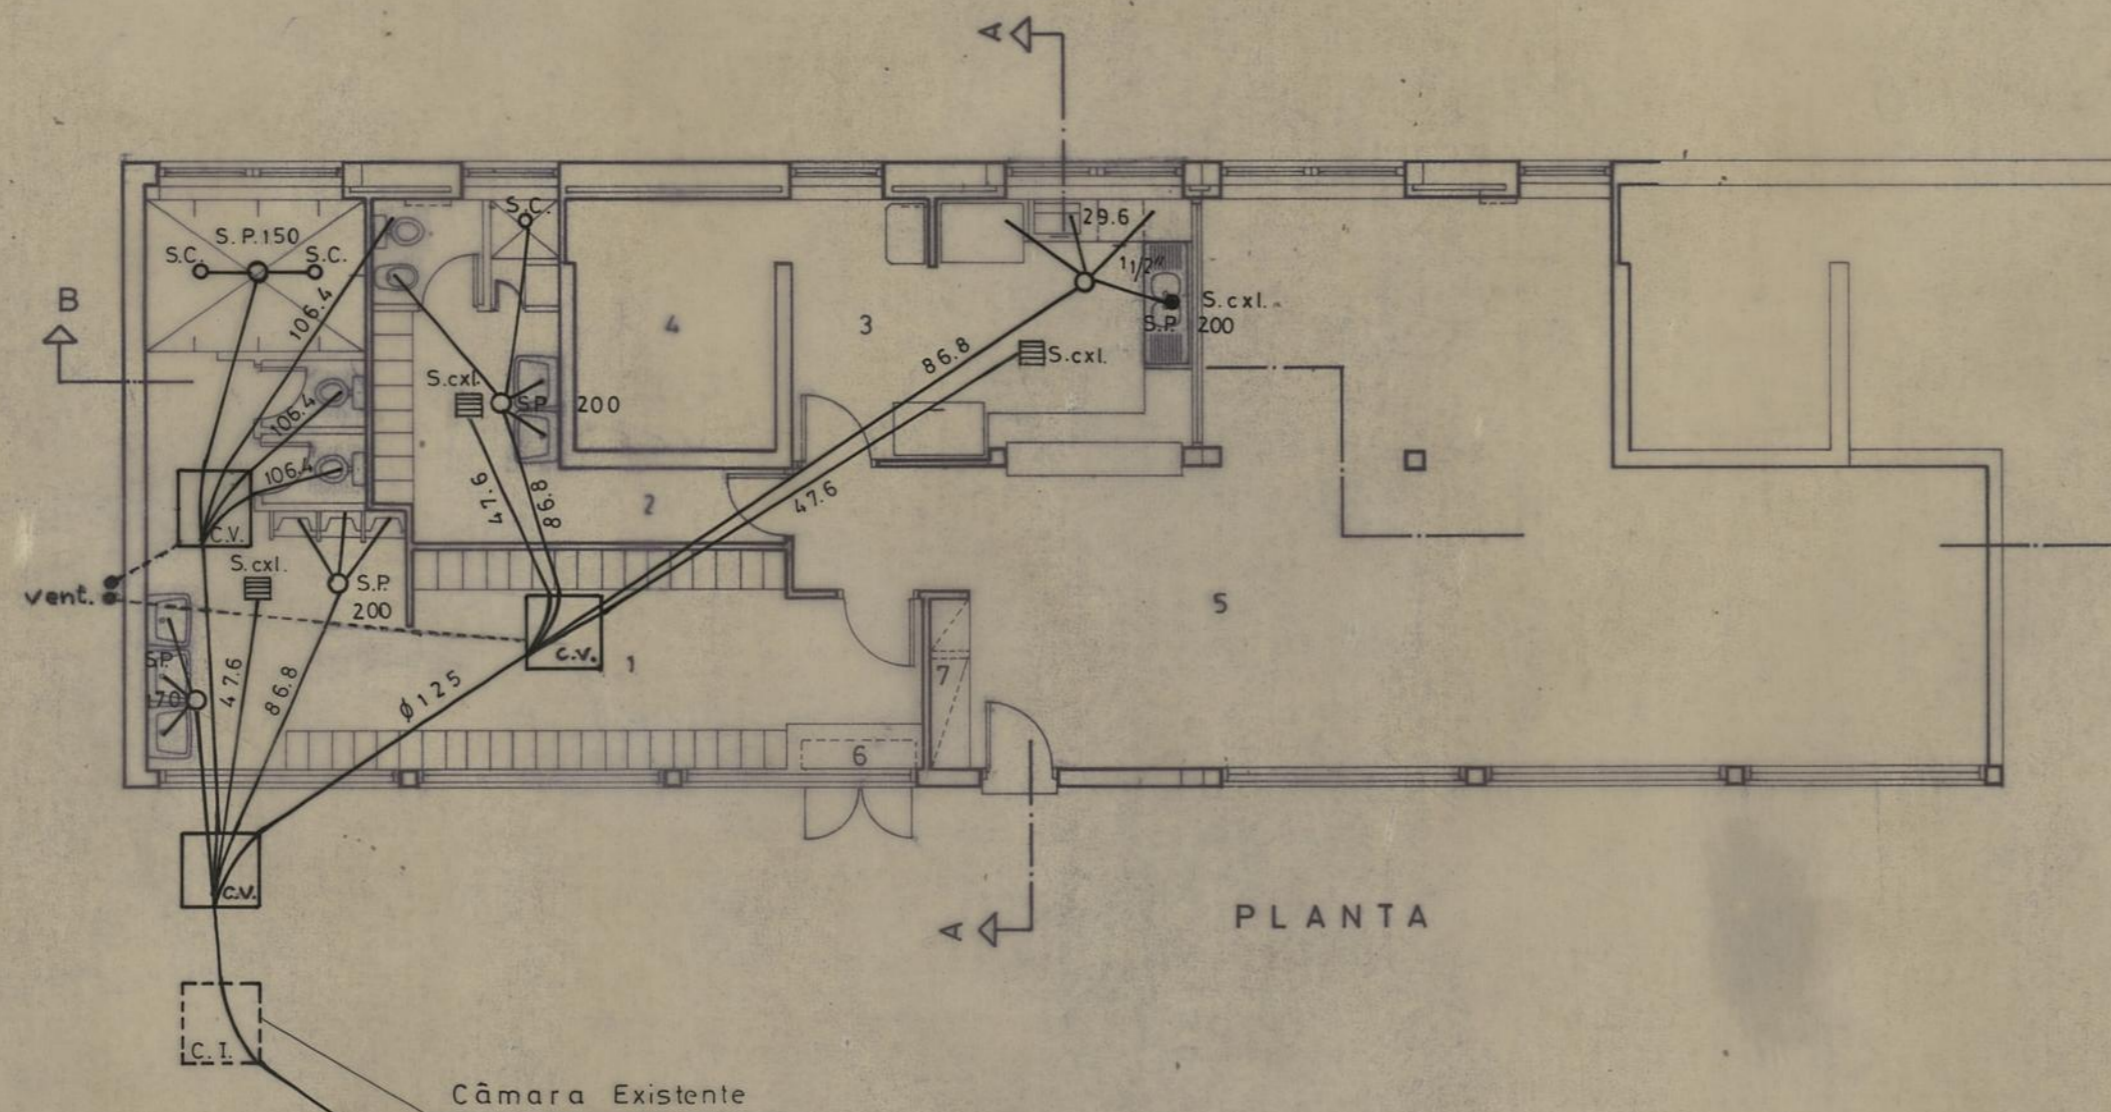 A
S.C.
S.P.150
S.C.
S.C.
29.6
1 1/2"
B
106.4
S.cxl.
S.P. 200
4
3
86.8
S.cxl.
S.cxl.
S.P. 200
106.4
106.4
47.6
86.8
2
47.6
C.V.
S.cxl.
S.P.
200
vent.
5
C.V.
1
S.P.
170
47.6
86.8
Ø125
7
6
C.V.
A
PLANTA
C.I.
Câmara Existente